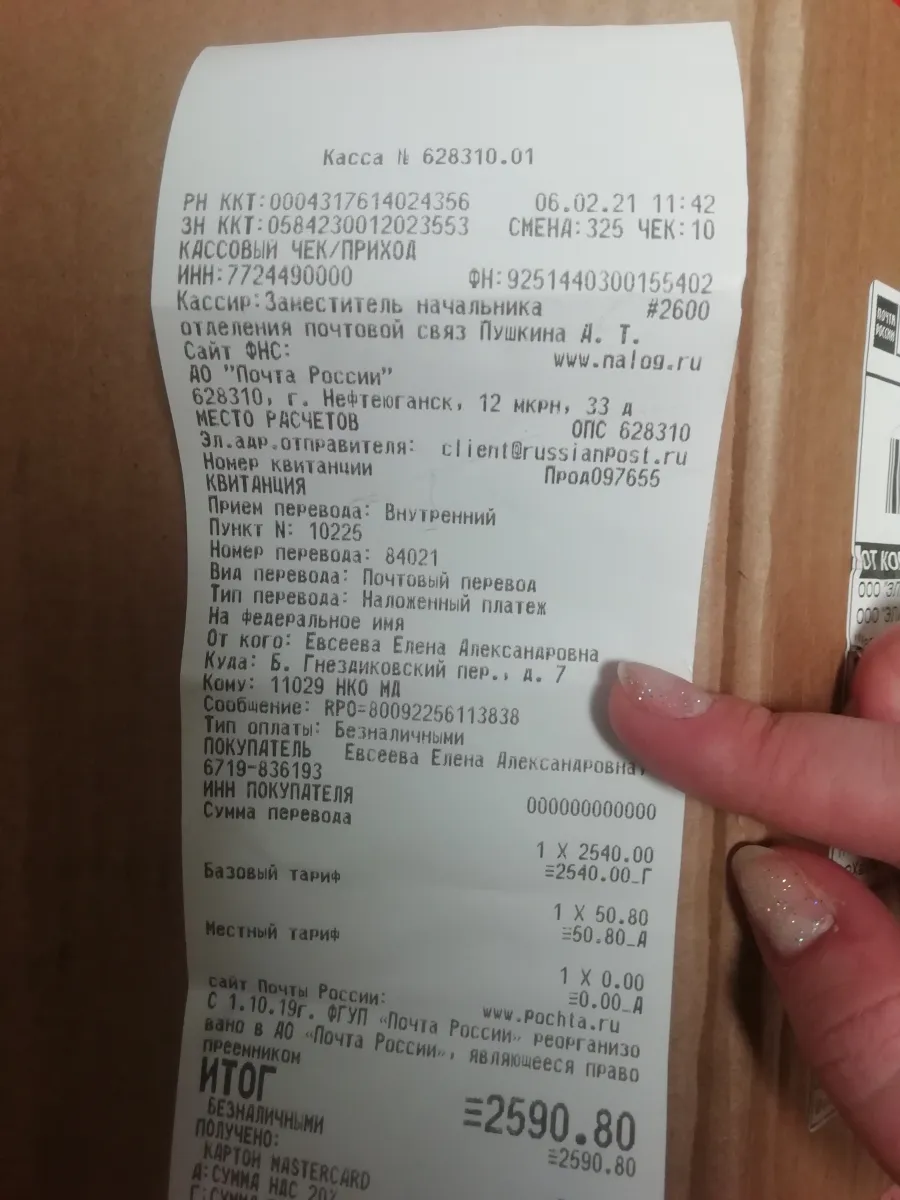 Касса № 628310.01
РН ККТ:0004317614024356 06.02.21 11:42
ЗН ККТ:0584230012023553 СМЕНА:325 ЧЕК:10
КАССОВЫЙ ЧЕК/ПРИХОД
ИНН:7724490000 ФН:9251440300155402
Кассир:Заместитель начальника #2600
отделения почтовой связ Пушкина А. Т.
Сайт ФНС: www.nalog.ru
АО "Почта России"
628310, г. Нефтеюганск, 12 мкрн, 33 д
МЕСТО РАСЧЕТОВ ОПС 628310
Эл.адр.отправителя: client@russianpost.ru
Номер квитанции Прод097655
КВИТАНЦИЯ
Прием перевода: Внутренний
Пункт N: 10225
Номер перевода: 84021
Вид перевода: Почтовый перевод
Тип перевода: Наложенный платеж
На федеральное имя
От кого: Евсеева Елена Александровна
Куда: Б. Гнездиковский пер., д. 7
Кому: 11029 НКО МД
Сообщение: RPO=80092256113838
Тип оплаты: Безналичными
ПОКУПАТЕЛЬ Евсеева Елена Александровна,
6719-836193
ИНН ПОКУПАТЕЛЯ 000000000000
Сумма перевода
1 X 2540.00
≡2540.00_Г
Базовый тариф
1 X 50.80
≡50.80_А
Местный тариф
1 X 0.00
≡0.00_А
сайт Почты России: www.pochta.ru
С 1.10.19г. ФГУП «Почта России» реорганизо
вано в АО «Почта России», являющееся право
преемником
ИТОГ ≡2590.80
БЕЗНАЛИЧНЫМИ ≡2590.80
ПОЛУЧЕНО:
КАРТОЙ MASTERCARD
А:СУММА НДС 20%
ПОЧТА
РОССИИ